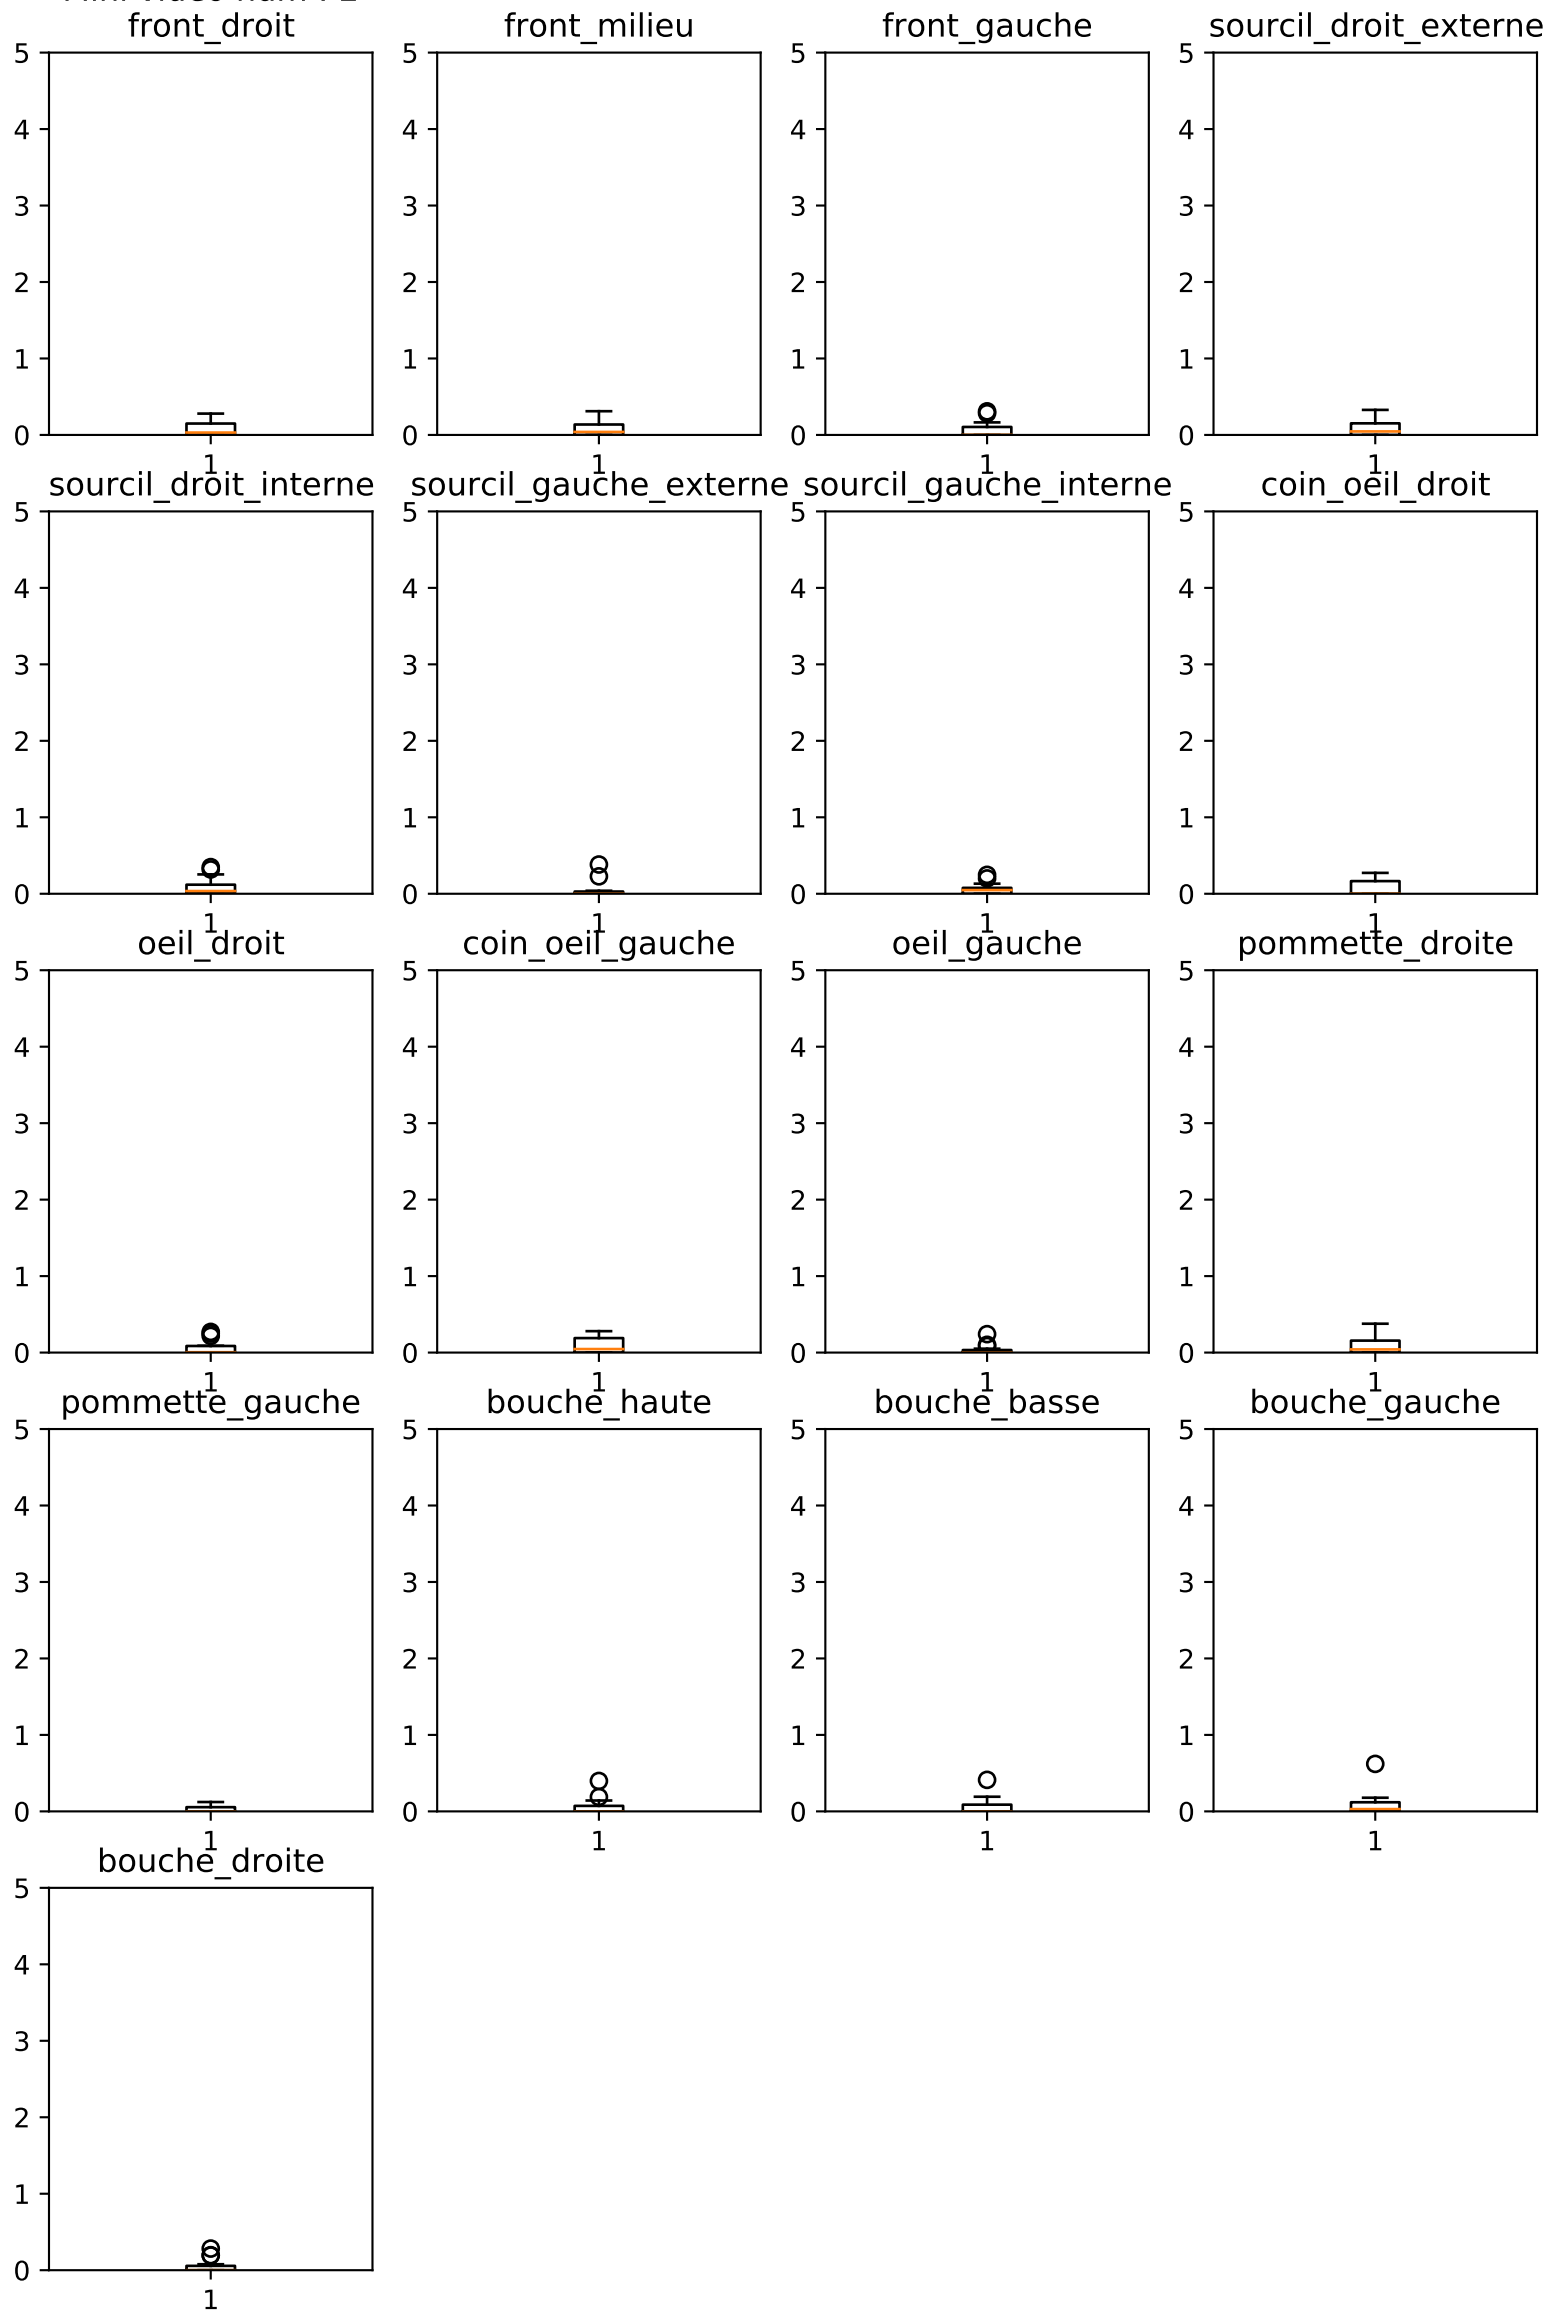 front_droit front_milieu front_gauche sourcil_droit_externe
5 5 5 5
4 4 4 4
3 3 3 3
2 2 2 2
1 1 1 1
0 0 0 0
1 1 1 1
sourcil_droit_interne sourcil_gauche_externe sourcil_gauche_interne coin_oeil_droit
5 5 5 5
4 4 4 4
3 3 3 3
2 2 2 2
1 1 1 1
0 0 0 0
1 1 1 1
oeil_droit coin_oeil_gauche oeil_gauche pommette_droite
5 5 5 5
4 4 4 4
3 3 3 3
2 2 2 2
1 1 1 1
0 0 0 0
1 1 1 1
pommette_gauche bouche_haute bouche_basse bouche_gauche
5 5 5 5
4 4 4 4
3 3 3 3
2 2 2 2
1 1 1 1
0 0 0 0
1 1 1 1
bouche_droite
5
4
3
2
1
0
1